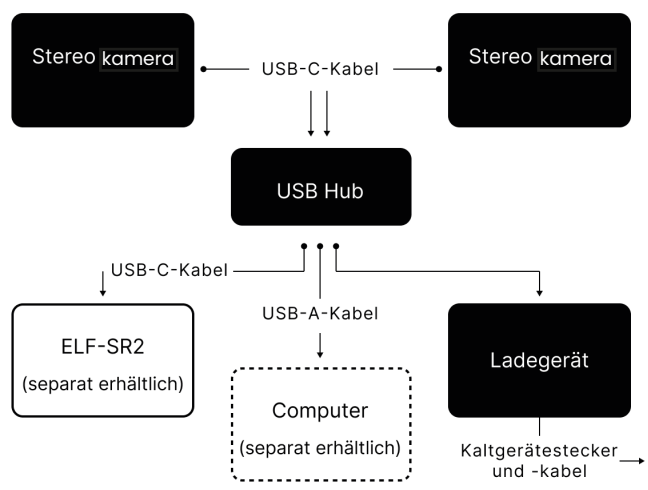 Stereo kamera
USB-C-Kabel
Stereo kamera
USB Hub
USB-C-Kabel
USB-A-Kabel
ELF-SR2
(separat erhältlich)
Computer
(separat erhältlich)
Ladegerät
Kaltgerätestecker
und -kabel